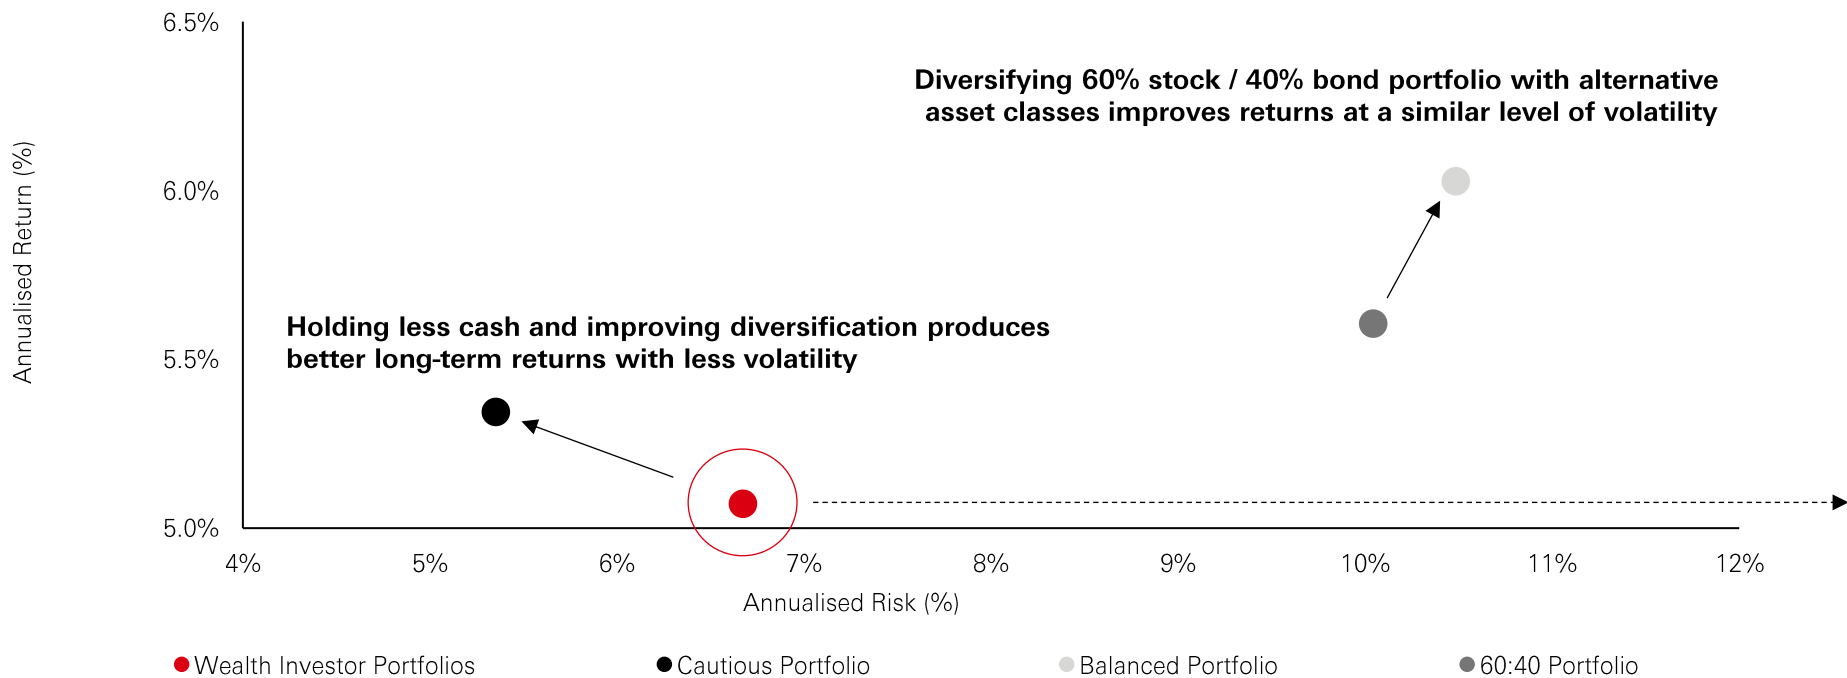 6.5%
Diversifying 60% stock / 40% bond portfolio with alternative
asset classes improves returns at a similar level of volatility
Annualised Return (%)
6.0%
Holding less cash and improving diversification produces
better long-term returns with less volatility
5.5%
5.0%
4% 5% 6% 7% 8% 9% 10% 11% 12%
Annualised Risk (%)
Wealth Investor Portfolios Cautious Portfolio Balanced Portfolio 60:40 Portfolio